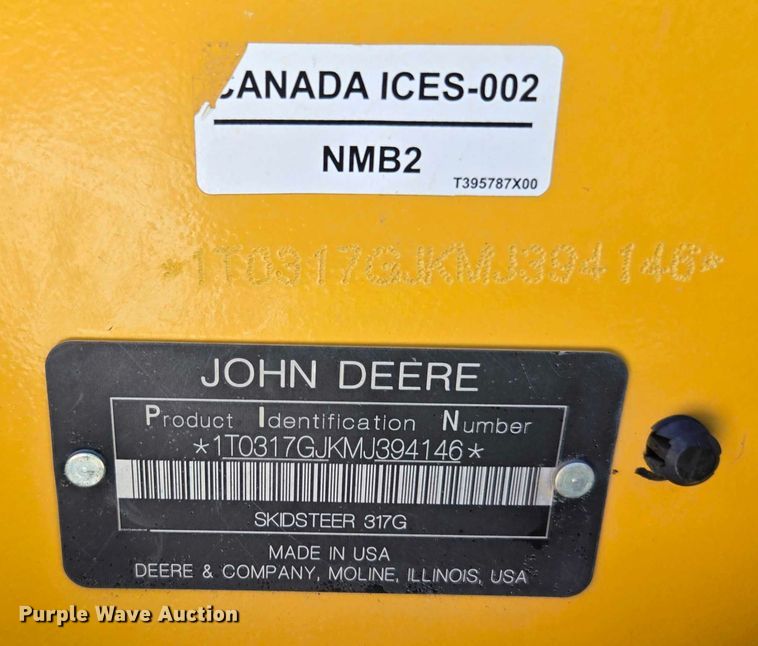 CANADA ICES-002
NMB2
T395787X00
*1T0317GJKMJ394146*
JOHN DEERE
Product Identification Number
*1T0317GJKMJ394146*
SKIDSTEER 317G
MADE IN USA
DEERE & COMPANY, MOLINE, ILLINOIS, USA
Purple Wave Auction